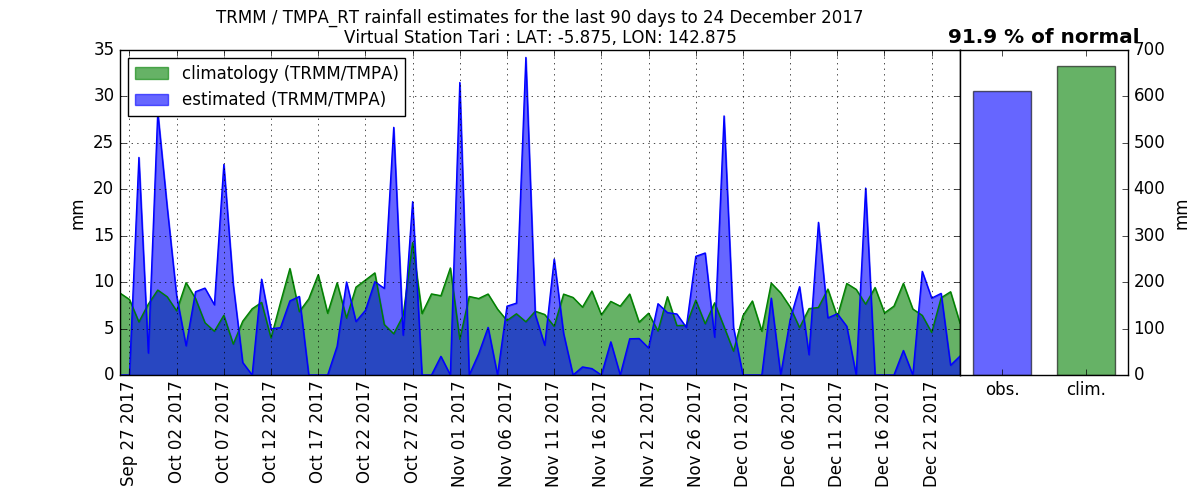 TRMM / TMPA_RT rainfall estimates for the last 90 days to 24 December 2017
Virtual Station Tari : LAT: -5.875, LON: 142.875
91.9 % of normal
climatology (TRMM/TMPA)
estimated (TRMM/TMPA)
35
30
25
20
15
10
5
0
mm
Sep 27 2017
Oct 02 2017
Oct 07 2017
Oct 12 2017
Oct 17 2017
Oct 22 2017
Oct 27 2017
Nov 01 2017
Nov 06 2017
Nov 11 2017
Nov 16 2017
Nov 21 2017
Nov 26 2017
Dec 01 2017
Dec 06 2017
Dec 11 2017
Dec 16 2017
Dec 21 2017
obs.
clim.
700
600
500
400
300
200
100
0
mm